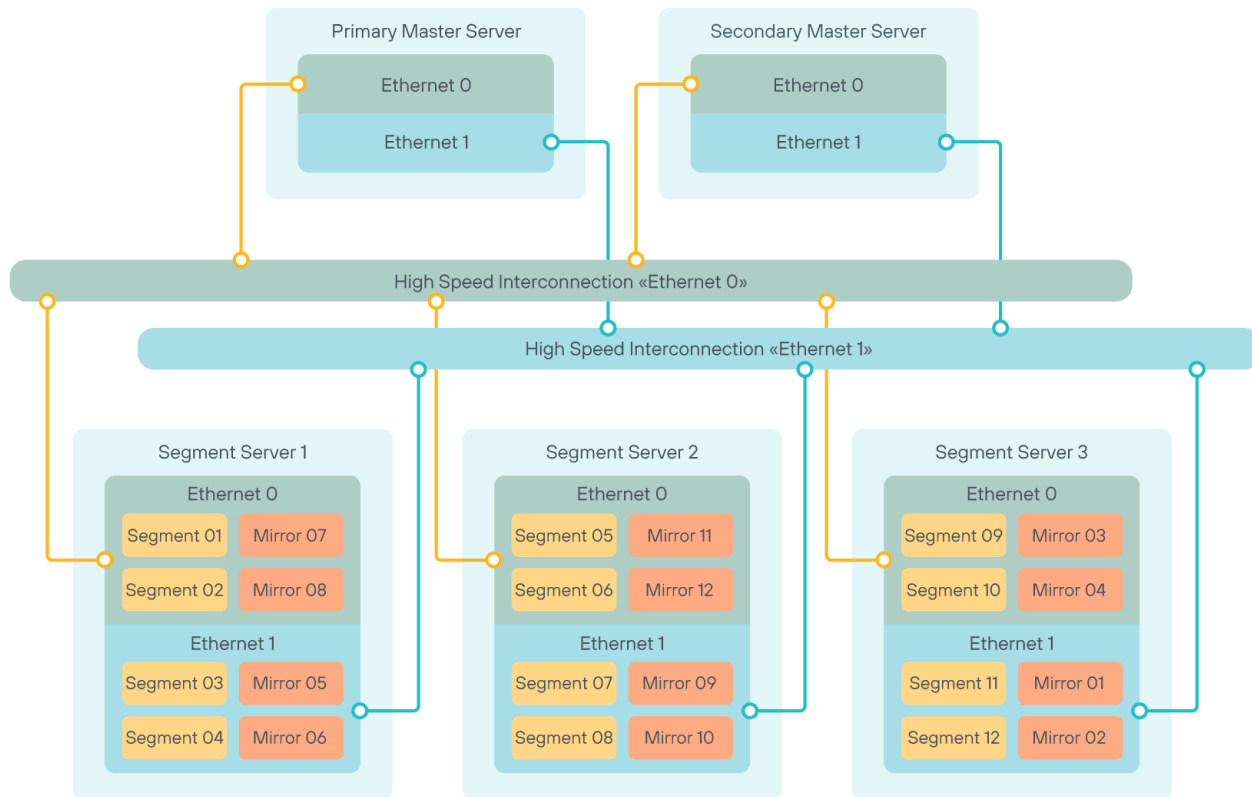 Primary Master Server
Ethernet 0
Ethernet 1
Secondary Master Server
Ethernet 0
Ethernet 1
High Speed Interconnection «Ethernet 0»
High Speed Interconnection «Ethernet 1»
Segment Server 1
Ethernet 0
Segment 01
Mirror 07
Segment 02
Mirror 08
Ethernet 1
Segment 03
Mirror 05
Segment 04
Mirror 06
Segment Server 2
Ethernet 0
Segment 05
Mirror 11
Segment 06
Mirror 12
Ethernet 1
Segment 07
Mirror 09
Segment 08
Mirror 10
Segment Server 3
Ethernet 0
Segment 09
Mirror 03
Segment 10
Mirror 04
Ethernet 1
Segment 11
Mirror 01
Segment 12
Mirror 02